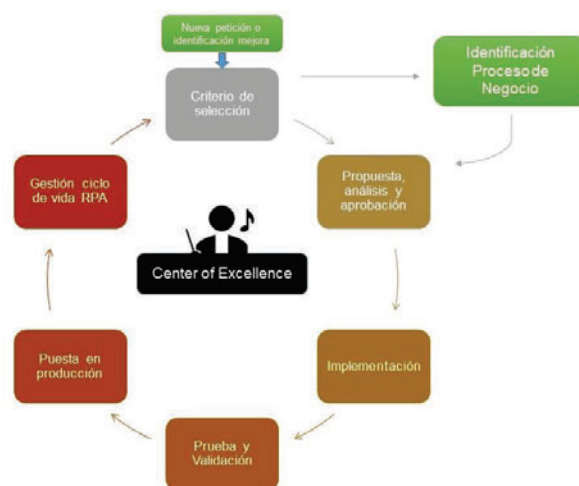 Nueva petición o
identificación mejora
Criterio de
selección
Identificación
Proceso de
Negocio
Propuesta,
análisis y
aprobación
Implementación
Prueba y
Validación
Puesta en
producción
Gestión ciclo
de vida RPA
Center of Excellence